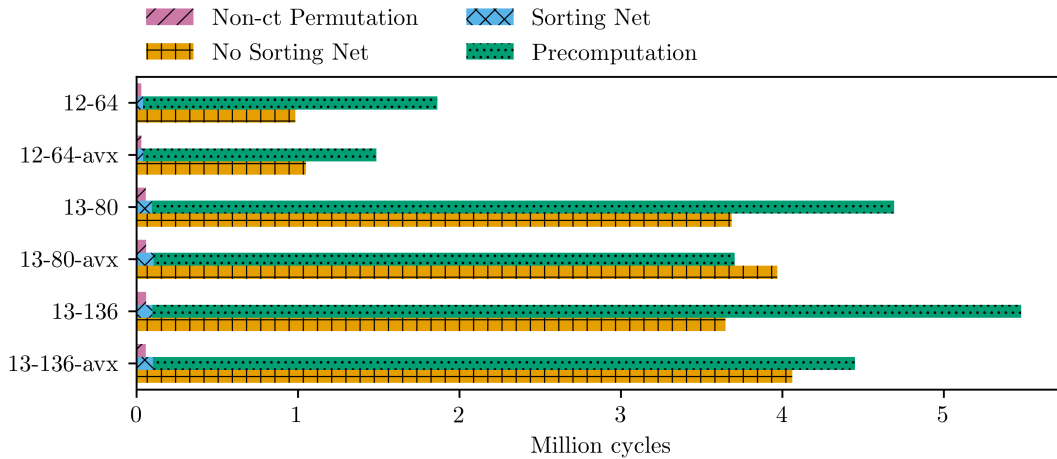 Non-ct Permutation
Sorting Net
No Sorting Net
Precomputation
12-64
12-64-avx
13-80
13-80-avx
13-136
13-136-avx
0 1 2 3 4 5
Million cycles